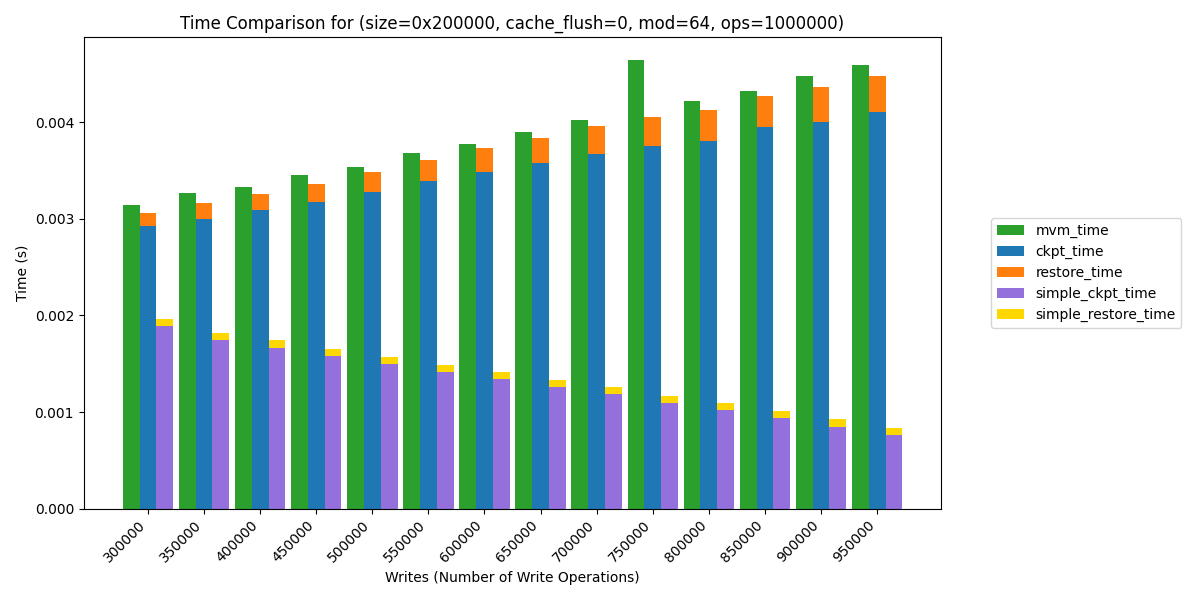 Time Comparison for (size=0x200000, cache_flush=0, mod=64, ops=1000000)
Time (s)
0.004
0.003
0.002
0.001
0.000
mvm_time
ckpt_time
restore_time
simple_ckpt_time
simple_restore_time
300000
350000
400000
450000
500000
550000
600000
650000
700000
750000
800000
850000
900000
950000
Writes (Number of Write Operations)